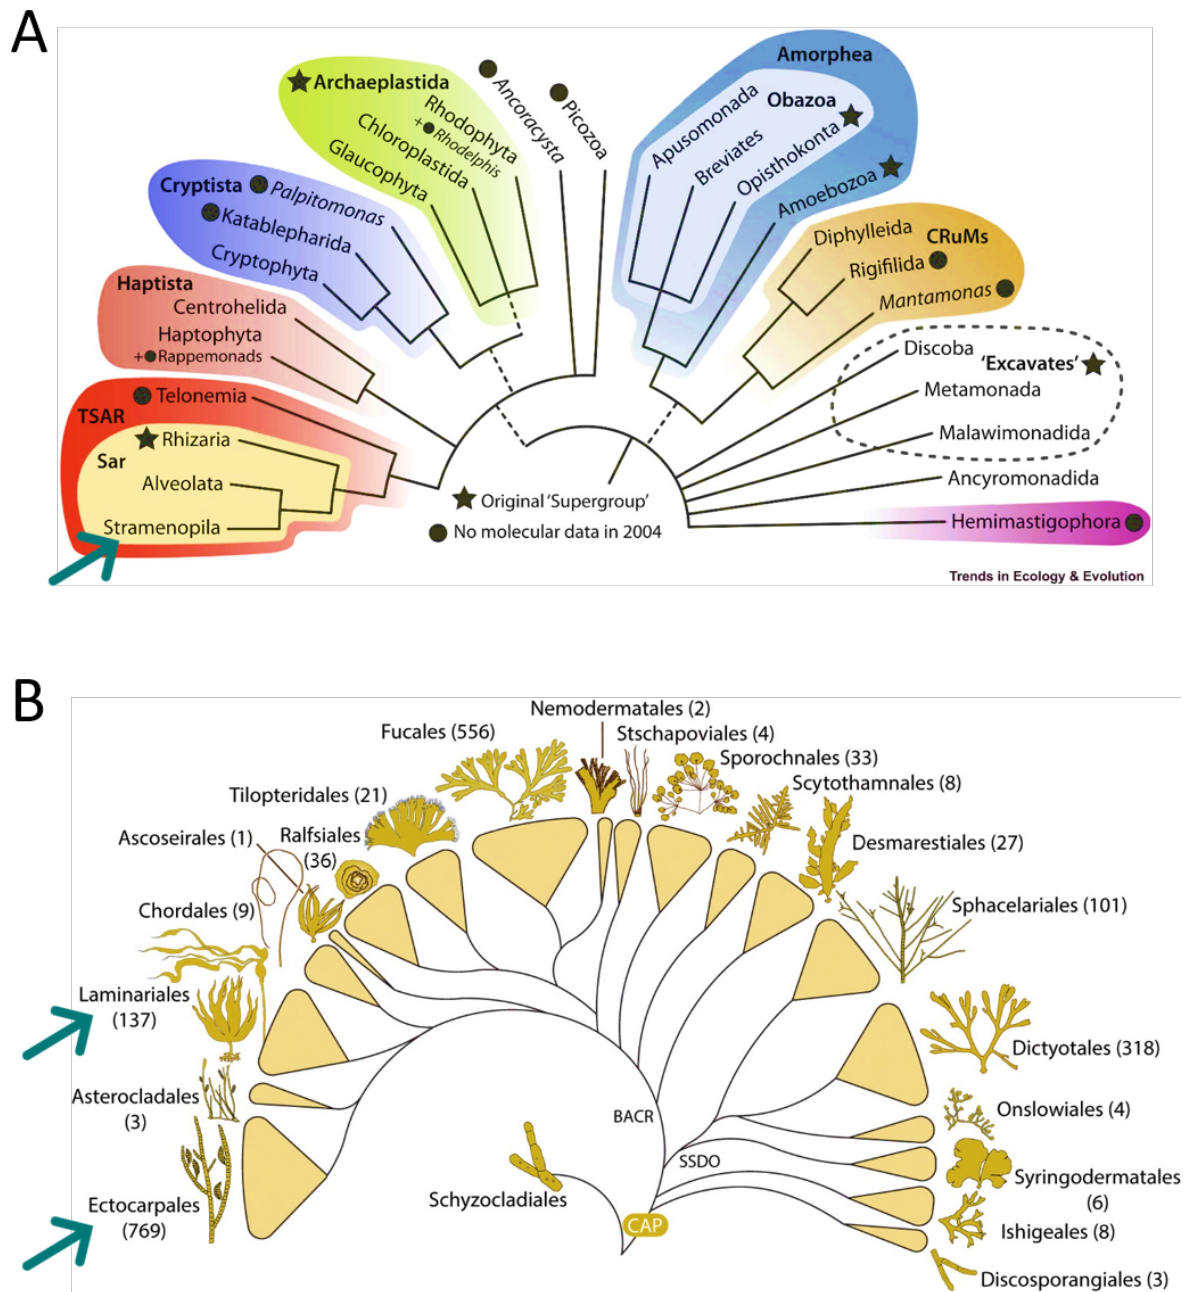 A
Archaeplastida
Rhodophyta
+ Rhodelphis
Chloroplastida
Glaucophyta
Ancoracysta
Picozoa
Amorphea
Obazoa
Apusomonada
Breviates
Opisthokonta
Amoebozoa
Cryptista
Palpitomonas
Katablepharida
Cryptophyta
Diphylleida
CRuMs
Rigifilida
Mantamonas
Haptista
Centrohelida
Haptophyta
+ Rappemonads
Discoba
'Excavates'
Metamonada
Malawimonadida
Ancyromonadida
Hemimastigophora
TSAR
Telonemia
Rhizaria
Sar
Alveolata
Stramenopila
Original 'Supergroup'
No molecular data in 2004
Trends in Ecology & Evolution
B
Nemodermatales (2)
Fucales (556)
Stschapoviales (4)
Sporochnales (33)
Scytothamnales (8)
Tilopteridales (21)
Ascoseirales (1)
Ralfsiales
(36)
Desmarestiales (27)
Chordales (9)
Sphacelariales (101)
Laminariales
(137)
Dictyotales (318)
Asterocladales
(3)
Onslowiales (4)
BACR
SSDO
Syringodermatales
(6)
Ectocarpales
(769)
Schyzocladiales
CAP
Ishigeales (8)
Discosporangiales (3)